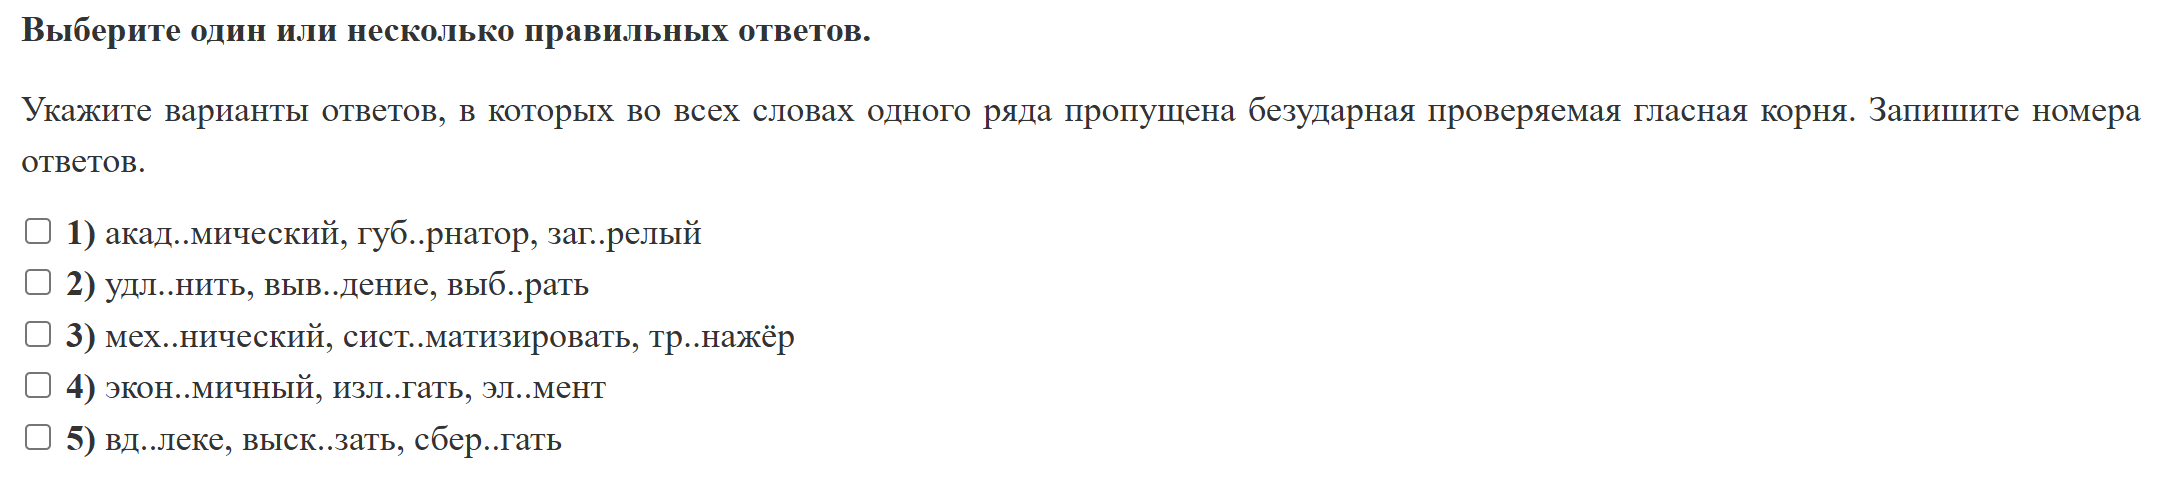 Выберите один или несколько правильных ответов.
Укажите варианты ответов, в которых во всех словах одного ряда пропущена безударная проверяемая гласная корня. Запишите номера
ответов.
1) акад..мический, губ..рнатор, заг..релый
2) удл..нить, выв..дение, выб..рать
3) мех..нический, сист..матизировать, тр..нажёр
4) экон..мичный, изл..гать, эл..мент
5) вд..леке, выск..зать, сбер..гать